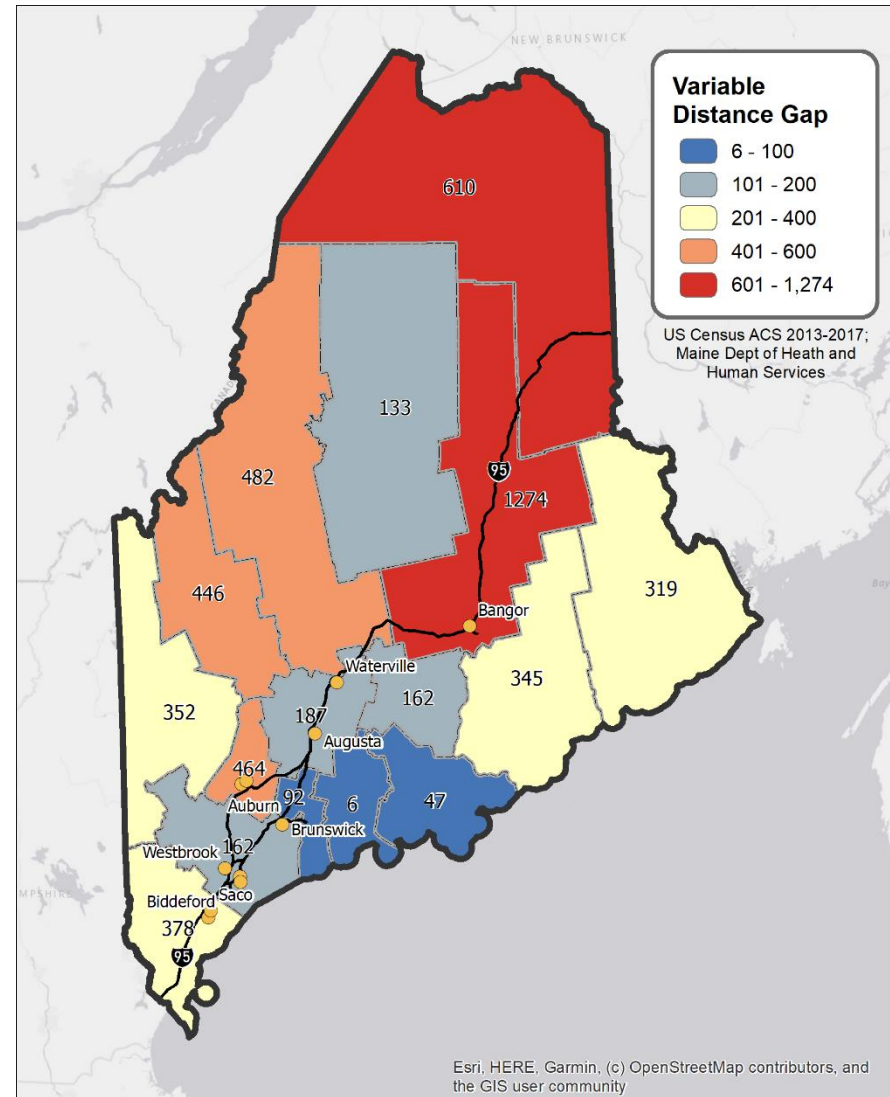 NEW BRUNSWICK
Variable
Distance Gap
6 - 100
101 - 200
201 - 400
401 - 600
601 - 1,274
US Census ACS 2013-2017;
Maine Dept of Heath and
Human Services
610
133
482
95
1274
446
319
Bangor
Waterville
345
352
162
187
Augusta
464
92
Auburn
6
47
Brunswick
Westbrook
162
Saco
Biddeford
378
95
Esri, HERE, Garmin, (c) OpenStreetMap contributors, and
the GIS user community